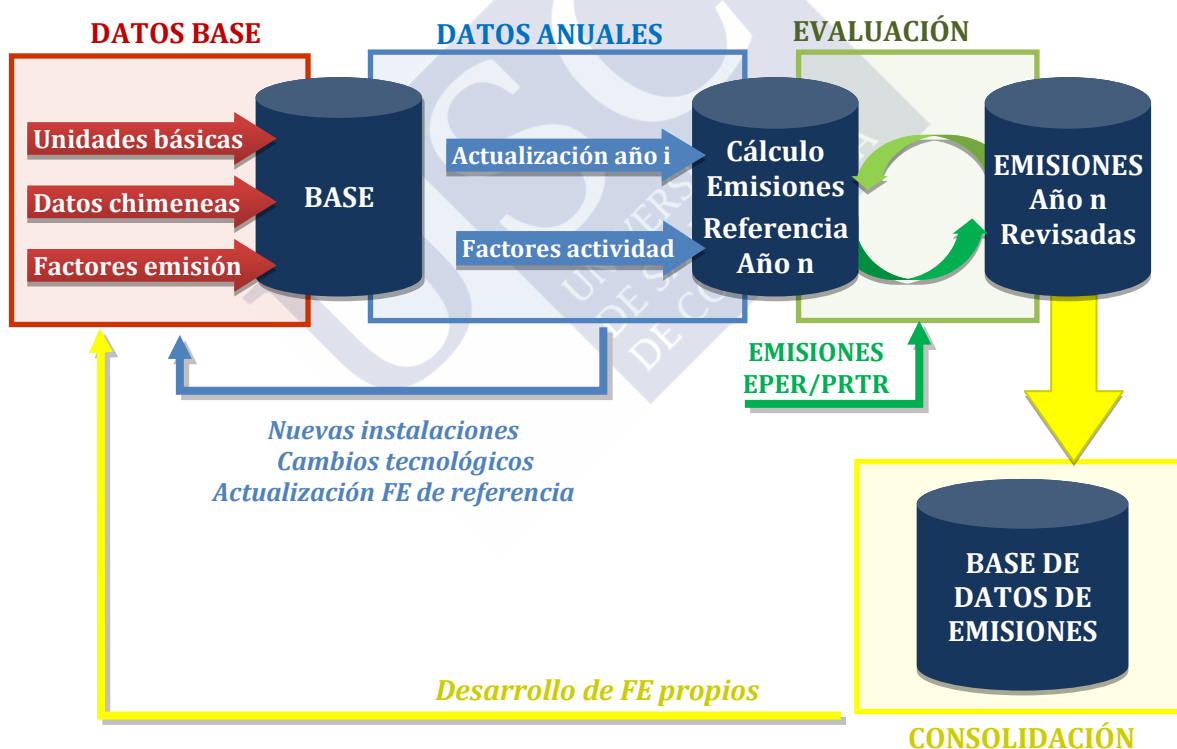 DATOS BASE
DATOS ANUALES
EVALUACIÓN
Unidades básicas
Datos chimeneas
Factores emisión
BASE
Actualización año i
Factores actividad
Cálculo
Emisiones
Referencia
Año n
EMISIONES
Año n
Revisadas
EMISIONES
EPER/PRTR
Nuevas instalaciones
Cambios tecnológicos
Actualización FE de referencia
BASE DE
DATOS DE
EMISIONES
Desarrollo de FE propios
CONSOLIDACIÓN
USC